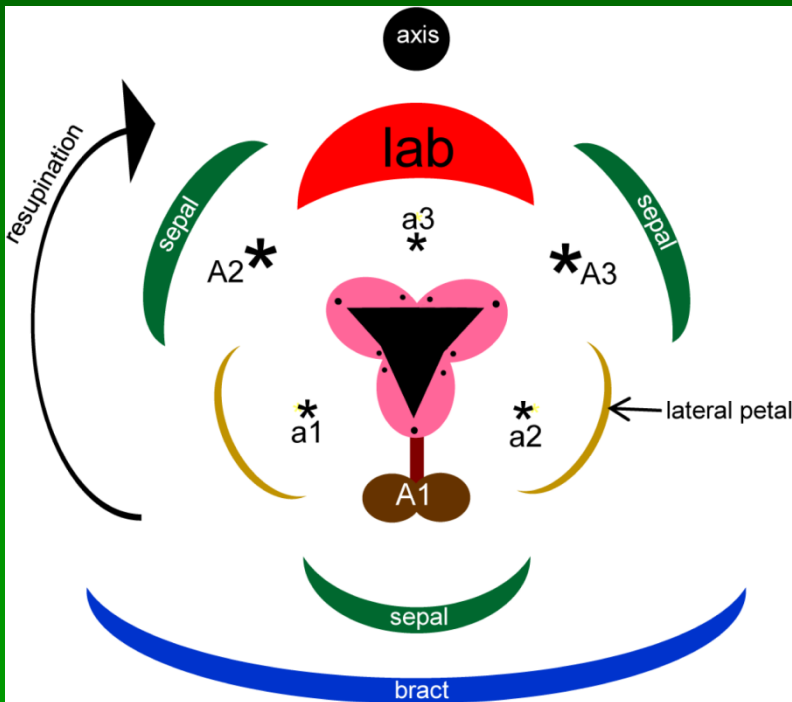 axis
resupination
lab
sepal
sepal
a3
A2
A3
lateral petal
a1
a2
A1
sepal
bract